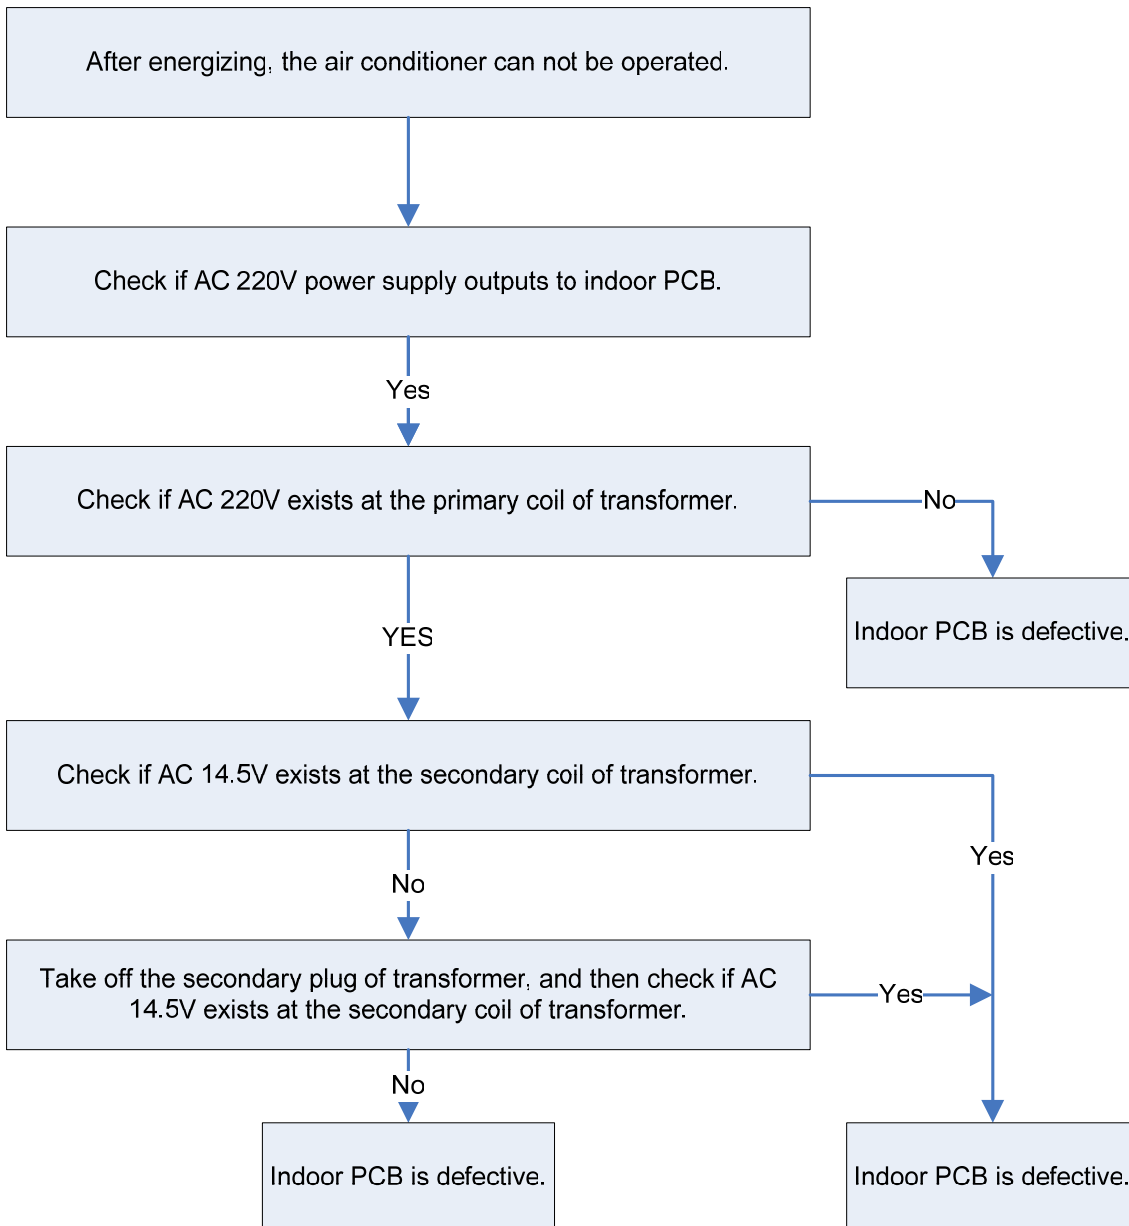 After energizing, the air conditioner can not be operated.
Check if AC 220V power supply outputs to indoor PCB.
Yes
Check if AC 220V exists at the primary coil of transformer.
No
Indoor PCB is defective.
YES
Check if AC 14.5V exists at the secondary coil of transformer.
Yes
No
Take off the secondary plug of transformer, and then check if AC
14.5V exists at the secondary coil of transformer.
Yes
No
Indoor PCB is defective.
Indoor PCB is defective.